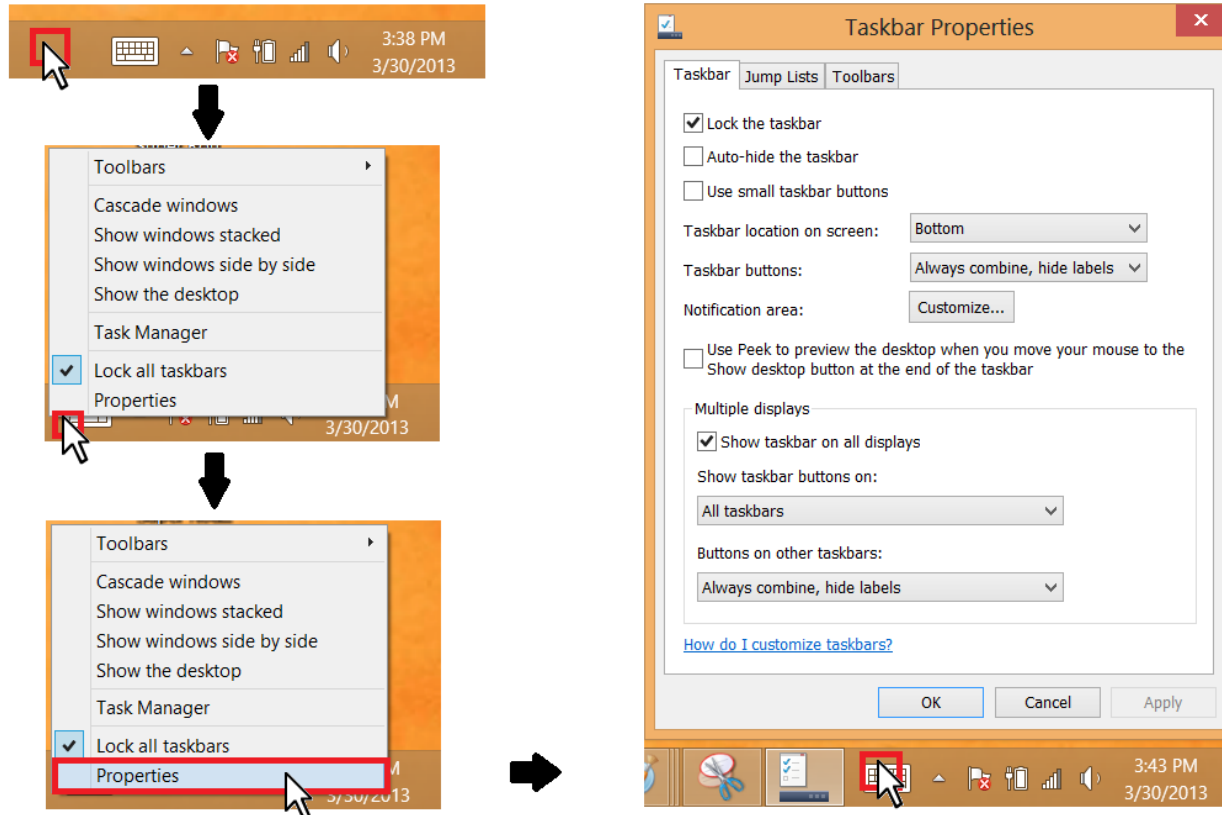 3:38 PM
3/30/2013
Toolbars
Cascade windows
Show windows stacked
Show windows side by side
Show the desktop
Task Manager
Lock all taskbars
Properties
M
3/30/2013
Toolbars
Cascade windows
Show windows stacked
Show windows side by side
Show the desktop
Task Manager
Lock all taskbars
Properties
M
3/30/2013
Taskbar Properties
Taskbar Jump Lists Toolbars
Lock the taskbar
Auto-hide the taskbar
Use small taskbar buttons
Taskbar location on screen: Bottom
Taskbar buttons: Always combine, hide labels
Notification area: Customize...
Use Peek to preview the desktop when you move your mouse to the
Show desktop button at the end of the taskbar
Multiple displays
Show taskbar on all displays
Show taskbar buttons on:
All taskbars
Buttons on other taskbars:
Always combine, hide labels
How do I customize taskbars?
OK Cancel Apply
3:43 PM
3/30/2013